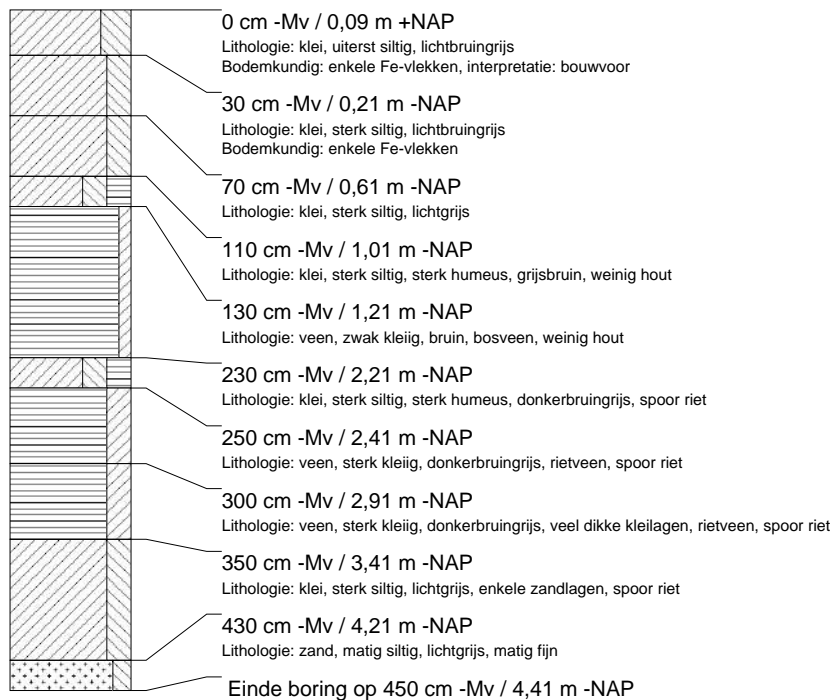 0 cm -Mv / 0,09 m +NAP
Lithologie: klei, uiterst siltig, lichtbruingrijs
Bodemkundig: enkele Fe-vlekken, interpretatie: bouwvoor
30 cm -Mv / 0,21 m -NAP
Lithologie: klei, sterk siltig, lichtbruingrijs
Bodemkundig: enkele Fe-vlekken
70 cm -Mv / 0,61 m -NAP
Lithologie: klei, sterk siltig, lichtgrijs
110 cm -Mv / 1,01 m -NAP
Lithologie: klei, sterk siltig, sterk humeus, grijsbruin, weinig hout
130 cm -Mv / 1,21 m -NAP
Lithologie: veen, zwak kleiig, bruin, bosveen, weinig hout
230 cm -Mv / 2,21 m -NAP
Lithologie: klei, sterk siltig, sterk humeus, donkerbruingrijs, spoor riet
250 cm -Mv / 2,41 m -NAP
Lithologie: veen, sterk kleiig, donkerbruingrijs, rietveen, spoor riet
300 cm -Mv / 2,91 m -NAP
Lithologie: veen, sterk kleiig, donkerbruingrijs, veel dikke kleilagen, rietveen, spoor riet
350 cm -Mv / 3,41 m -NAP
Lithologie: klei, sterk siltig, lichtgrijs, enkele zandlagen, spoor riet
430 cm -Mv / 4,21 m -NAP
Lithologie: zand, matig siltig, lichtgrijs, matig fijn
Einde boring op 450 cm -Mv / 4,41 m -NAP